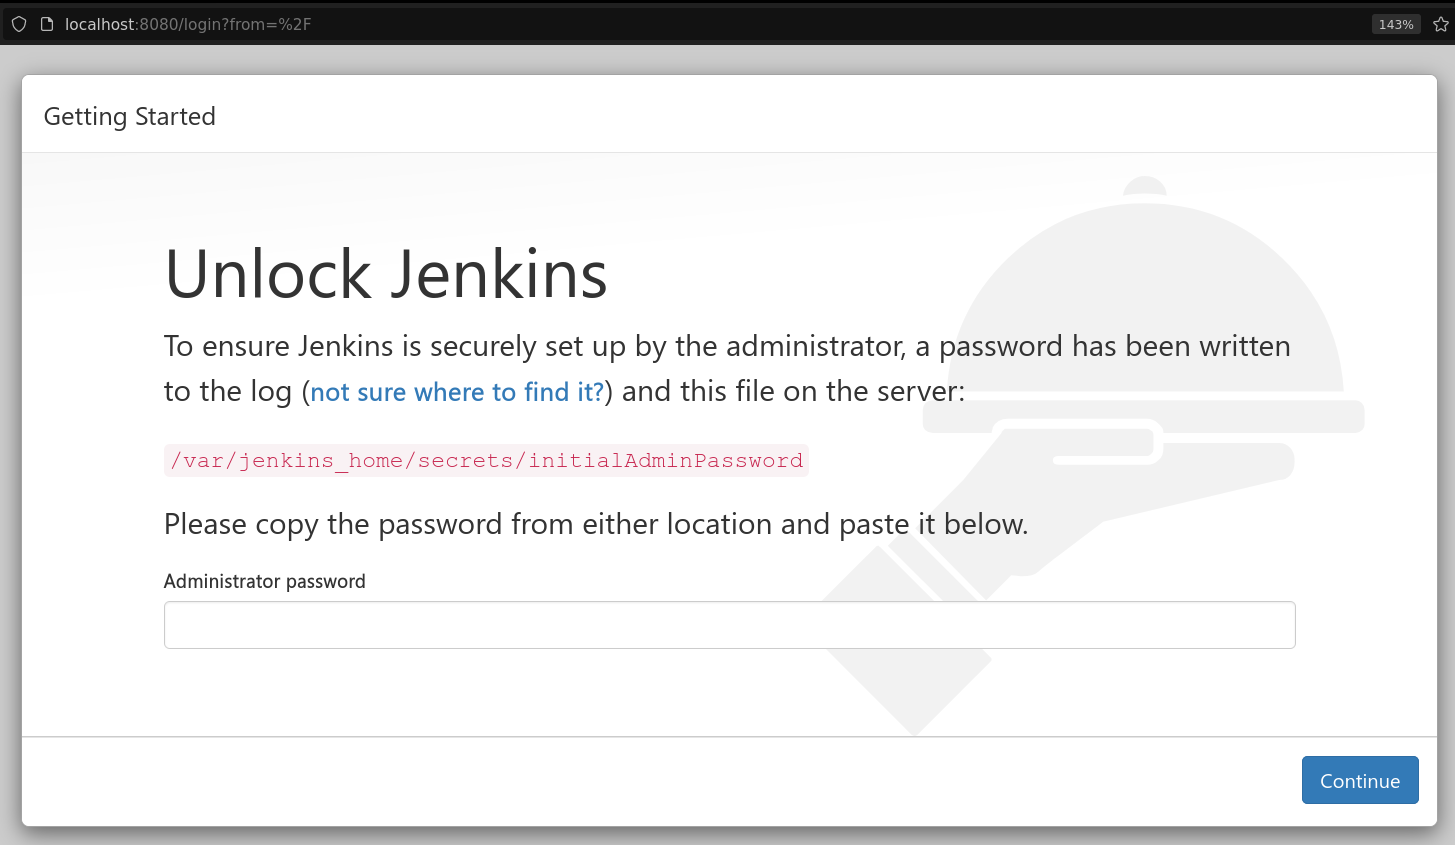 localhost:8080/login?from=%2F
143%
Getting Started
Unlock Jenkins
To ensure Jenkins is securely set up by the administrator, a password has been written
to the log (not sure where to find it?) and this file on the server:
/var/jenkins_home/secrets/initialAdminPassword
Please copy the password from either location and paste it below.
Administrator password
Continue